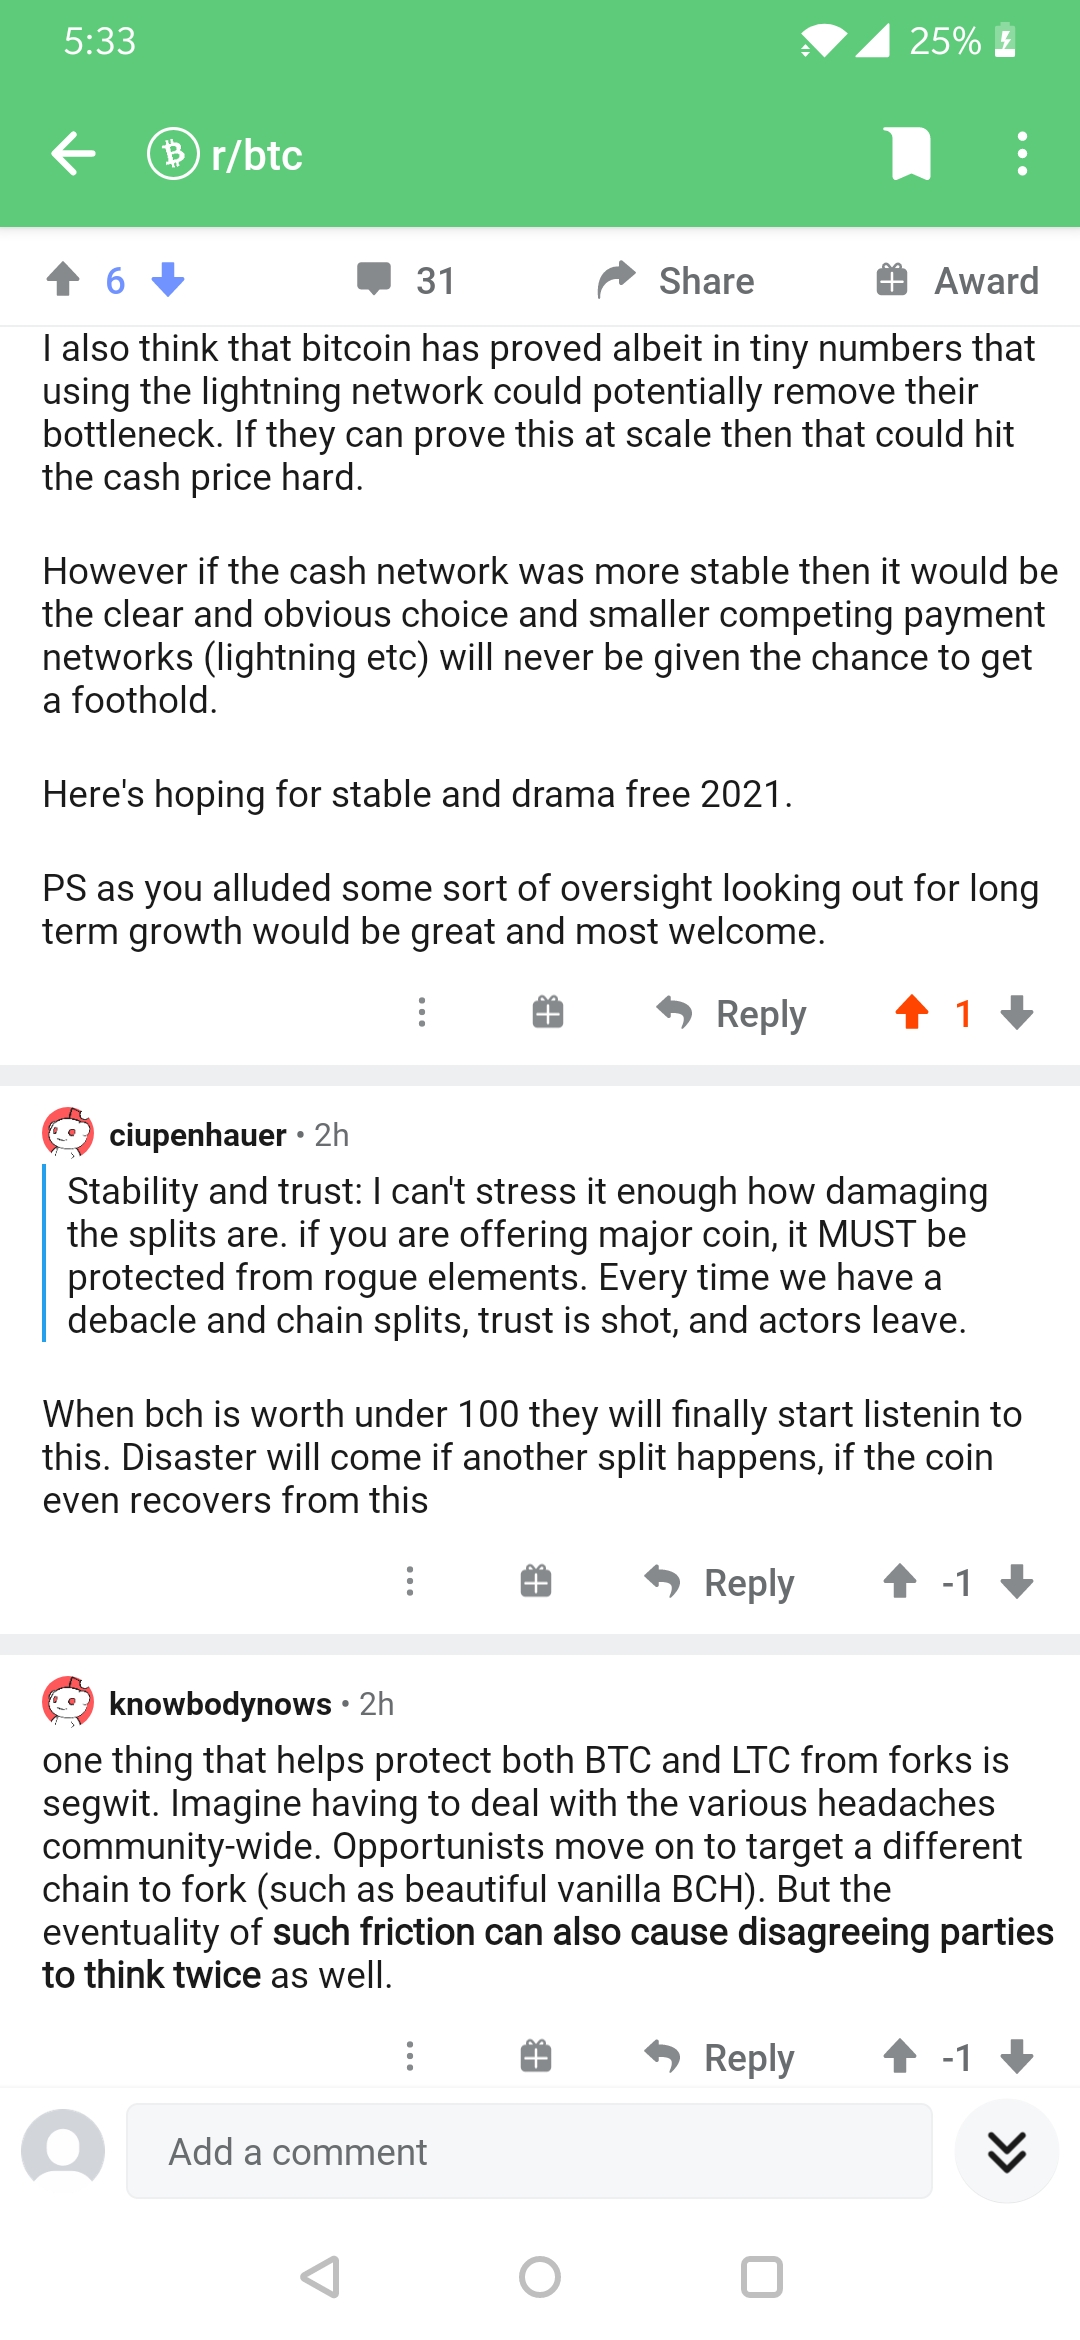 5:33
25%
r/btc
6
31
Share
Award
I also think that bitcoin has proved albeit in tiny numbers that
using the lightning network could potentially remove their
bottleneck. If they can prove this at scale then that could hit
the cash price hard.
However if the cash network was more stable then it would be
the clear and obvious choice and smaller competing payment
networks (lightning etc) will never be given the chance to get
a foothold.
Here's hoping for stable and drama free 2021.
PS as you alluded some sort of oversight looking out for long
term growth would be great and most welcome.
Reply
1
ciupenhauer • 2h
Stability and trust: I can't stress it enough how damaging
the splits are. if you are offering major coin, it MUST be
protected from rogue elements. Every time we have a
debacle and chain splits, trust is shot, and actors leave.
When bch is worth under 100 they will finally start listenin to
this. Disaster will come if another split happens, if the coin
even recovers from this
Reply
-1
knowbodynows • 2h
one thing that helps protect both BTC and LTC from forks is
segwit. Imagine having to deal with the various headaches
community-wide. Opportunists move on to target a different
chain to fork (such as beautiful vanilla BCH). But the
eventuality of such friction can also cause disagreeing parties
to think twice as well.
Reply
-1
Add a comment